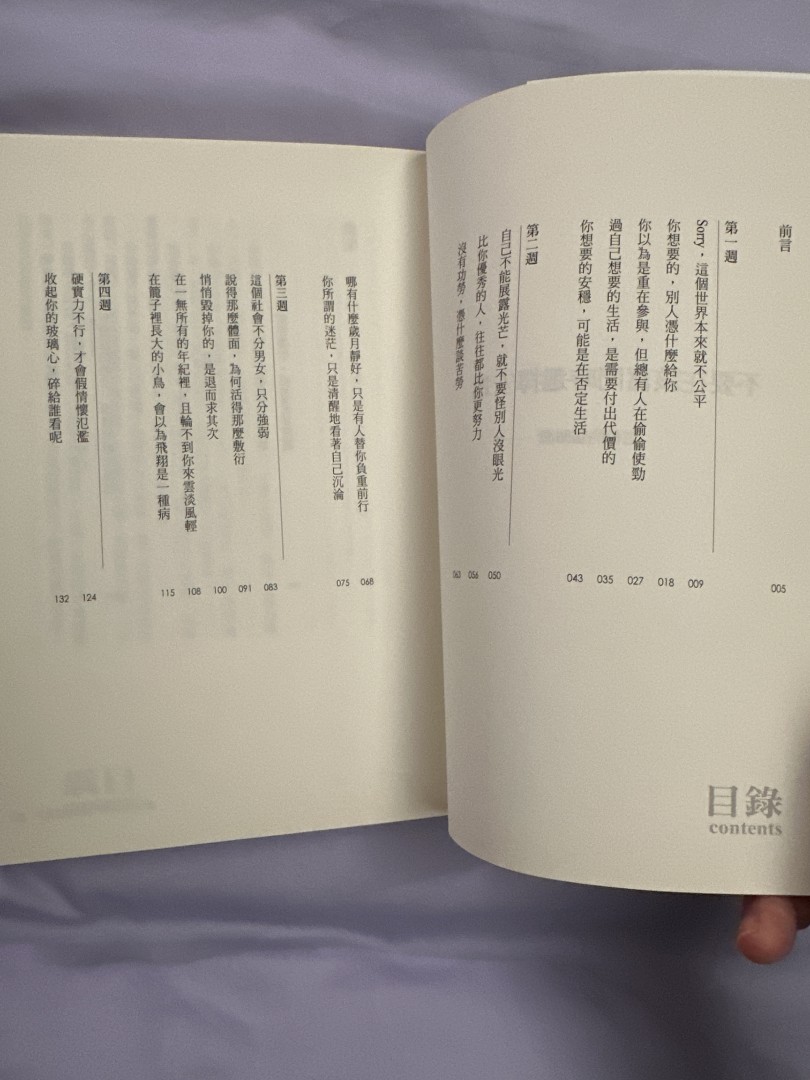 前言
005
第一週
Sorry，這個世界本來就不公平
009
你想要的，別人憑什麼給你
018
你以為是重在參與，但總有人在偷偷使勁
027
過自己想要的生活，是需要付出代價的
035
你想要的安穩，可能是在否定生活
043
第二週
自己不能展露光芒，就不要怪別人沒眼光
050
比你優秀的人，往往都比你更努力
056
沒有功勞，憑什麼談苦勞
060
目錄
contents
哪有什麼歲月靜好，只是有人替你負重前行
068
你所謂的迷茫，只是清醒地看著自己沉淪
075
第三週
這個社會不分男女，只分強弱
083
說得那麼體面，為何活得那麼敷衍
091
悄悄毀掉你的，是退而求其次
100
在一無所有的年紀裡，且輪不到你來雲淡風輕
108
在籠子裡長大的小鳥，會以為飛翔是一種病
115
第四週
硬實力不行，才會假情懷氾濫
124
收起你的玻璃心，碎給誰看呢
132